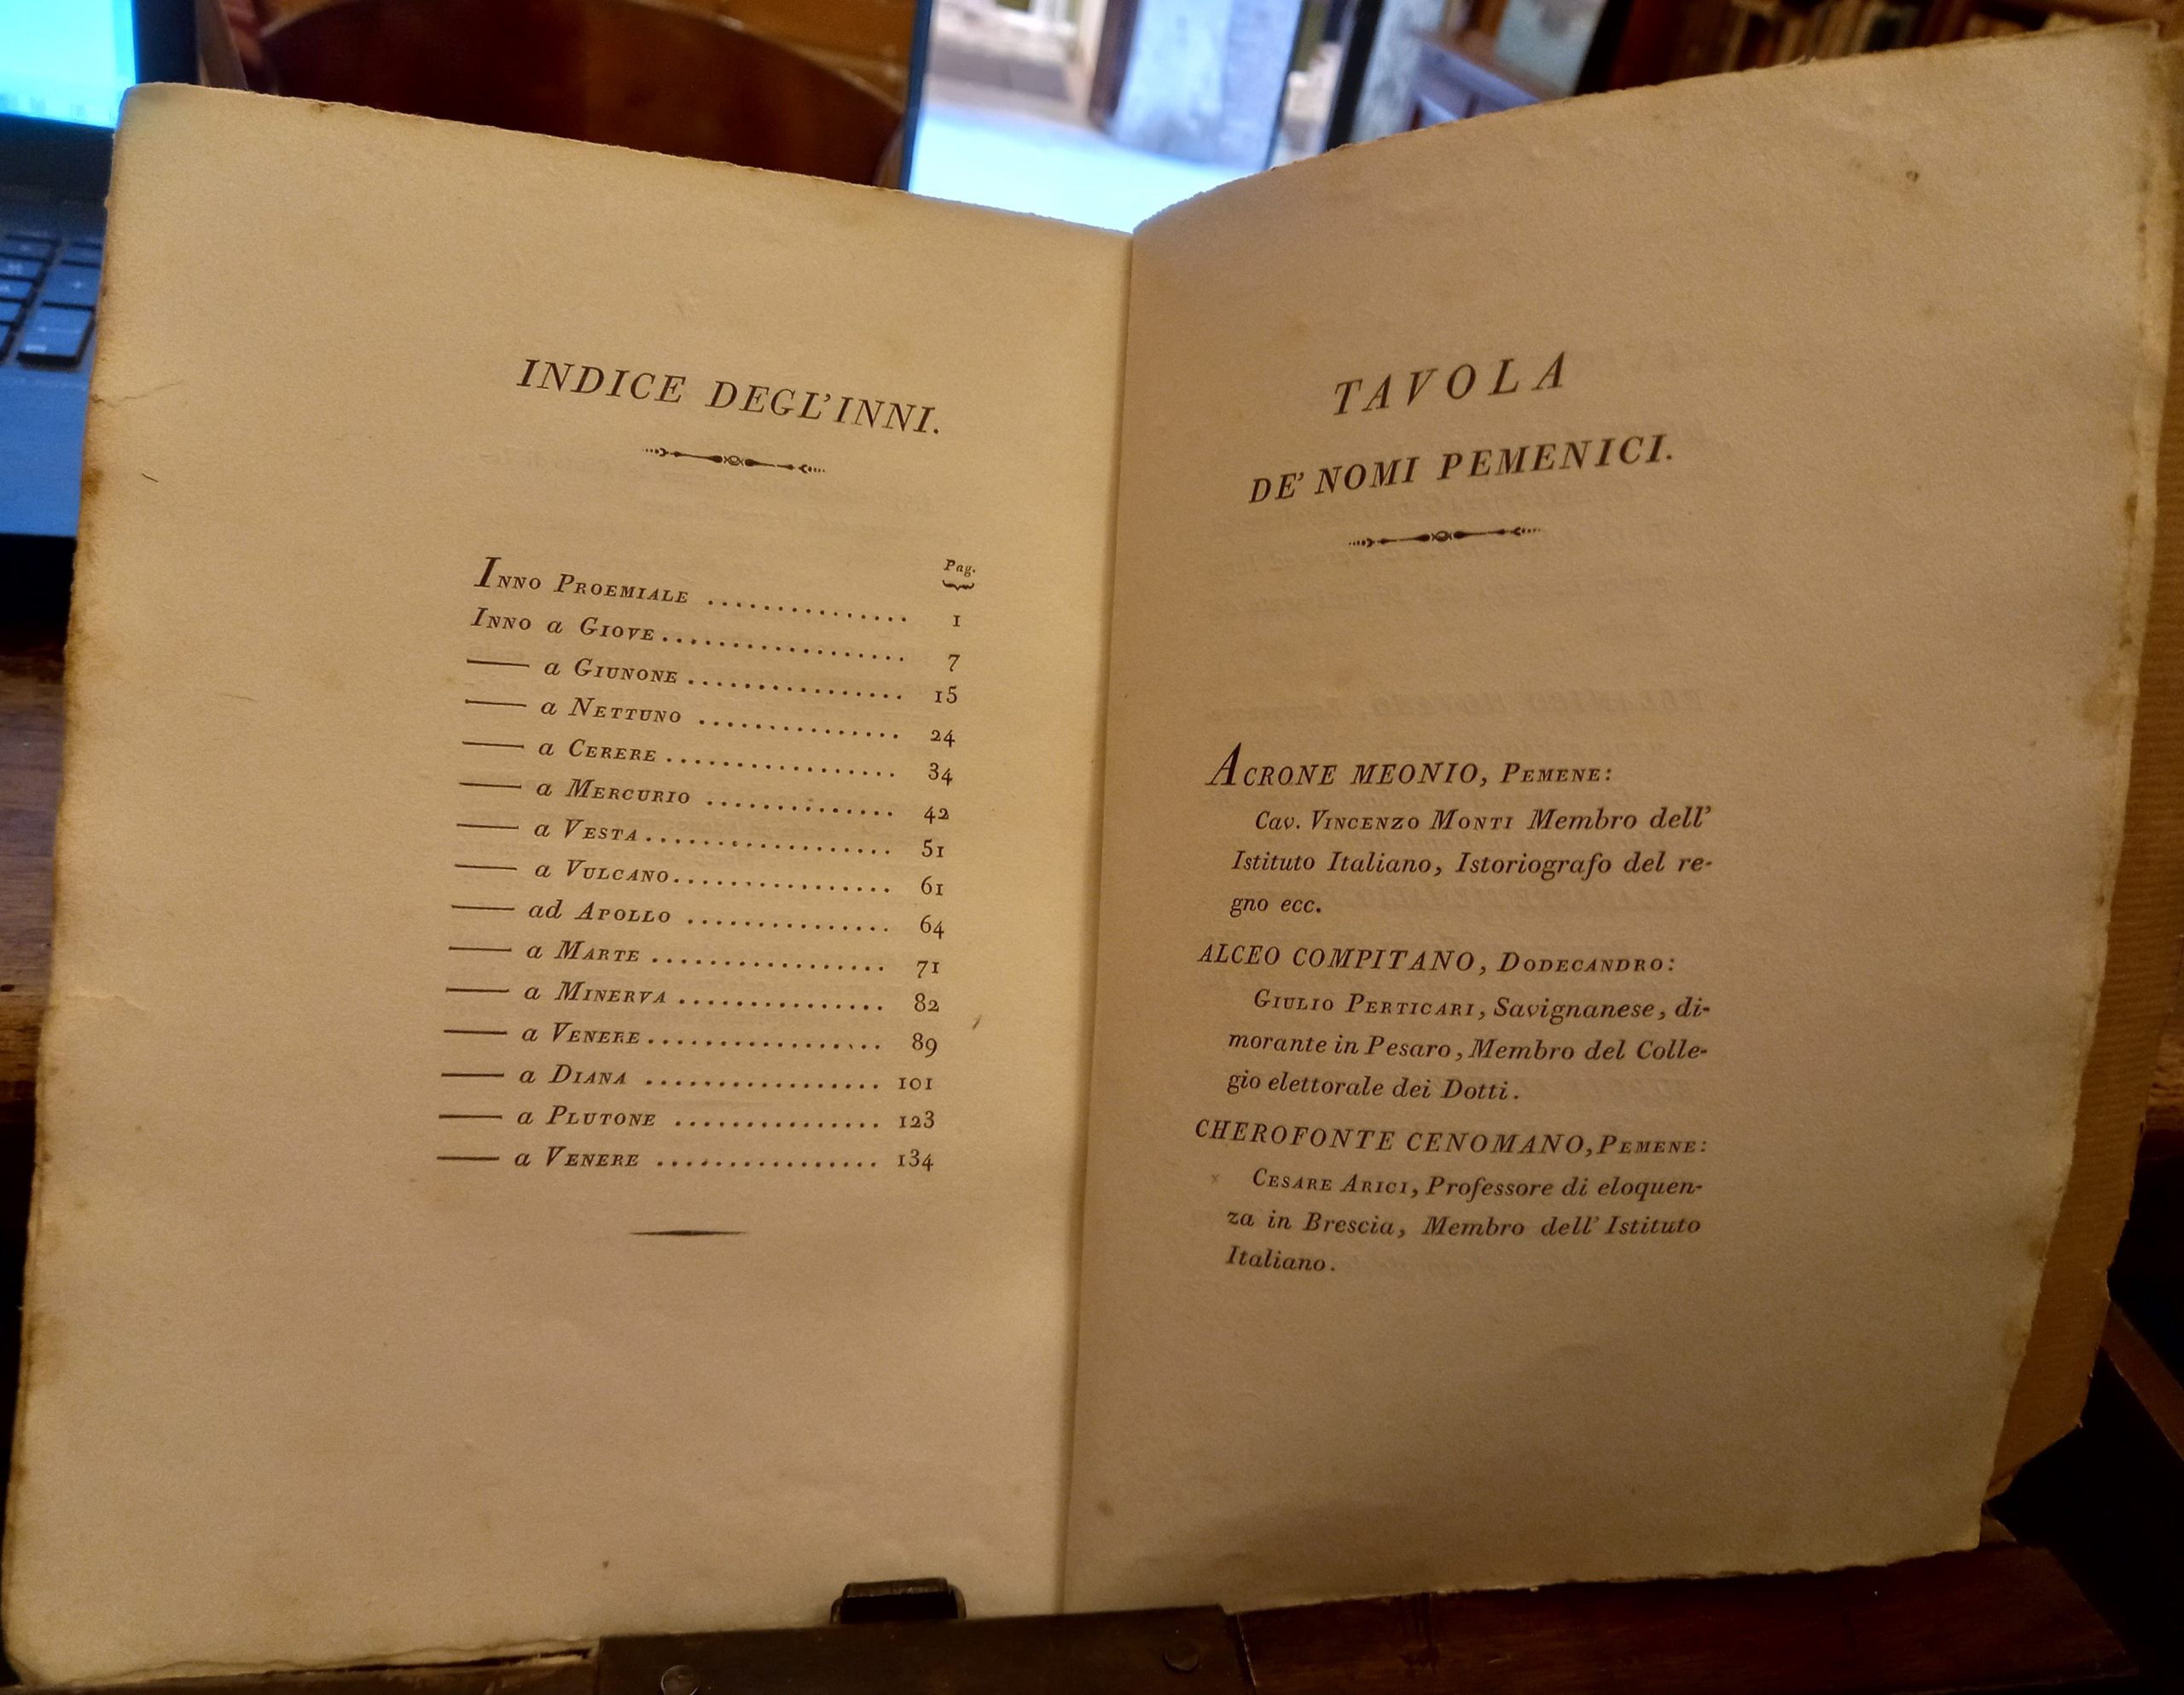 INDICE DEGL'INNI.
Pag.
INNO PROEMIALE ............... 1
INNO a GIOVE.................. 7
—— a GIUNONE ................ 15
—— a NETTUNO ............... 24
—— a CERERE ................. 34
—— a MERCURIO .............. 42
—— a VESTA................... 51
—— a VULCANO................. 61
—— ad APOLLO ............... 64
—— a MARTE .................. 71
—— a MINERVA ............... 82
—— a VENERE.................. 89
—— a DIANA .................. 101
—— a PLUTONE ............... 123
—— a VENERE ................ 134
TAVOLA
DE' NOMI PEMENICI.
ACRONE MEONIO, PEMENE:
Cav. VINCENZO MONTI Membro dell'
Istituto Italiano, Istoriografo del re-
gno ecc.
ALCEO COMPITANO, DODECANDRO:
GIULIO PERTICARI, Savignanese, di-
morante in Pesaro, Membro del Colle-
gio elettorale dei Dotti.
CHEROFONTE CENOMANO, PEMENE:
CESARE ARICI, Professore di eloquen-
za in Brescia, Membro dell' Istituto
Italiano.